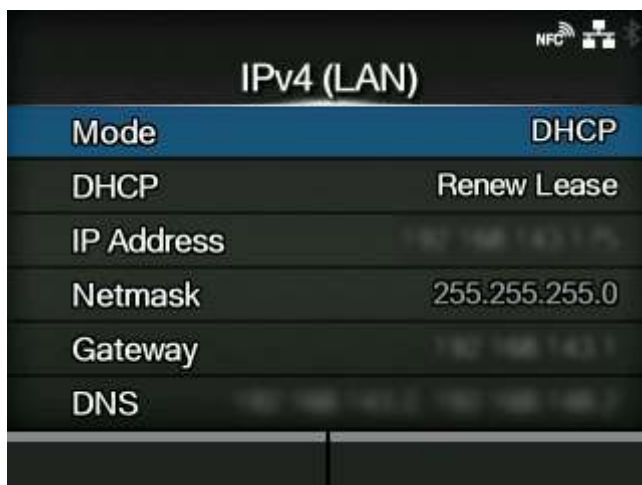 NFC
IPv4 (LAN)
Mode DHCP
DHCP Renew Lease
IP Address
Netmask 255.255.255.0
Gateway
DNS